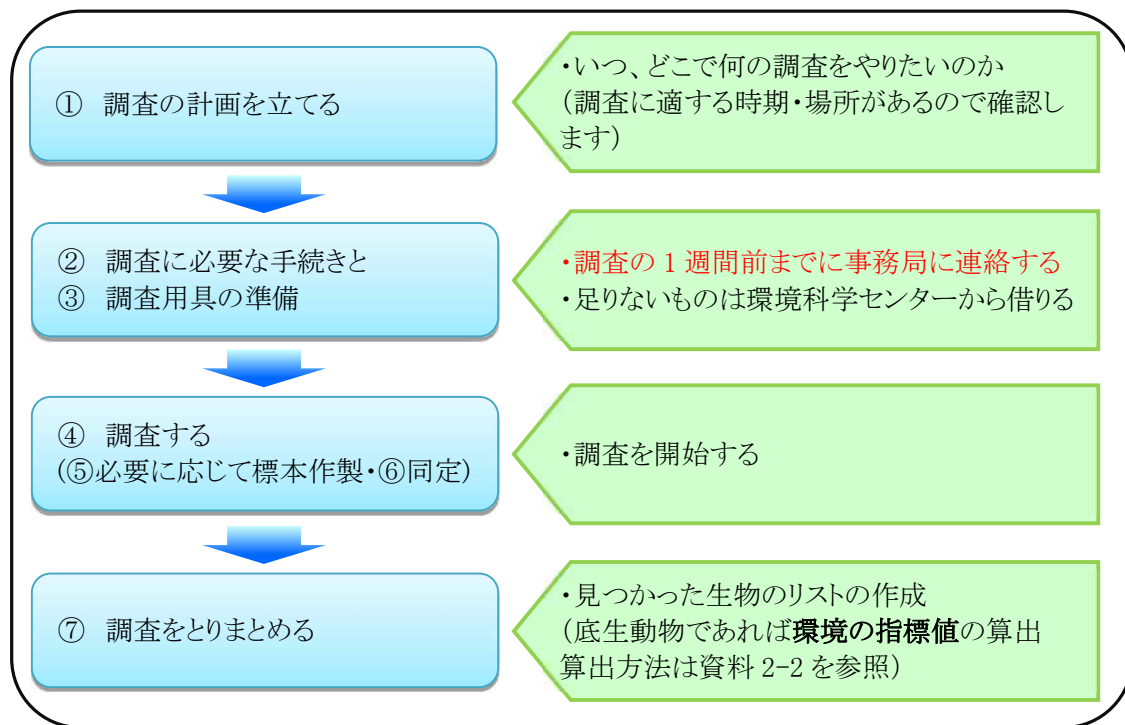 ① 調査の計画を立てる
・いつ、どこで何の調査をやりたいのか
（調査に適する時期・場所があるので確認し
ます）
② 調査に必要な手続きと
③ 調査用具の準備
・調査の 1 週間前までに事務局に連絡する
・足りないものは環境科学センターから借りる
④ 調査する
(⑤必要に応じて標本作製・⑥同定)
・調査を開始する
⑦ 調査をとりまとめる
・見つかった生物のリストの作成
（底生動物であれば環境の指標値の算出
算出方法は資料 2-2 を参照）